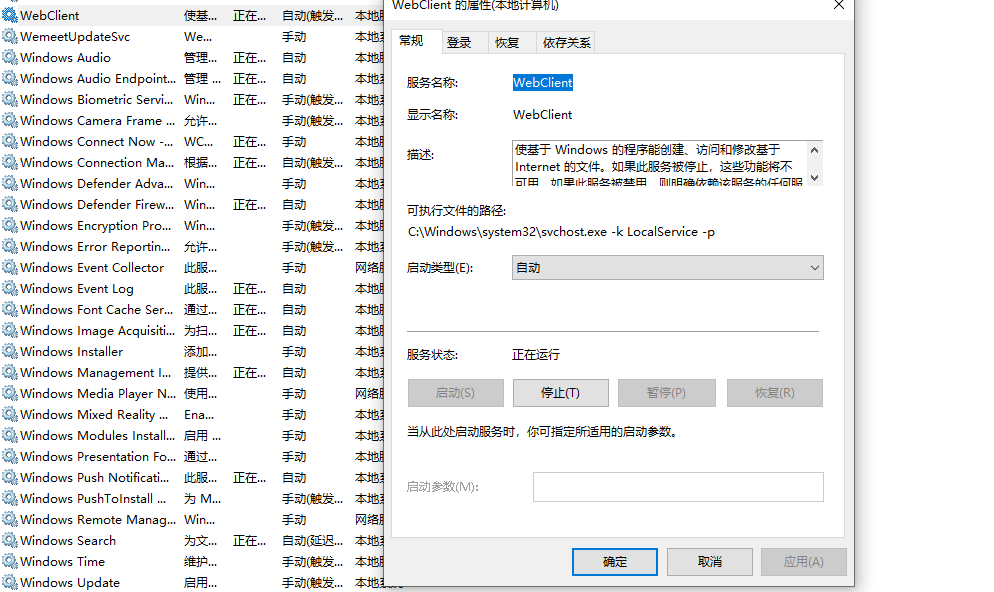 WebClient 使基... 正在... 自动(触发... 本地服
WemeetUpdateSvc We... 手动 本地系
Windows Audio 管理... 正在... 自动 本地服
Windows Audio Endpoint... 管理 ... 正在... 自动 本地系
Windows Biometric Servi... Win... 正在... 手动(触发... 本地系
Windows Camera Frame ... 允许... 手动(触发... 本地服
Windows Connect Now -... WC... 正在... 手动 本地服
Windows Connection Ma... 根据... 正在... 自动(触发... 本地服
Windows Defender Adva... Win... 手动 本地系
Windows Defender Firew... Win... 正在... 自动 本地服
Windows Encryption Pro... Win... 手动(触发... 本地服
Windows Error Reportin... 允许... 手动(触发... 本地系
Windows Event Collector 此服... 手动 网络服
Windows Event Log 此服... 正在... 自动 本地服
Windows Font Cache Ser... 通过... 正在... 自动 本地服
Windows Image Acquisiti... 为扫... 正在... 自动 本地服
Windows Installer 添加... 手动 本地系
Windows Management I... 提供... 正在... 自动 本地系
Windows Media Player N... 使用... 手动 网络服
Windows Mixed Reality ... Ena... 手动 本地系
Windows Modules Install... 启用 ... 手动 本地系
Windows Presentation Fo... 通过... 手动 本地服
Windows Push Notificati... 此服... 正在... 自动 本地系
Windows PushToInstall ... 为 M... 手动(触发... 本地系
Windows Remote Manag... Win... 手动 网络服
Windows Search 为文... 正在... 自动(延迟... 本地系
Windows Time 维护... 手动(触发... 本地服
Windows Update 启用... 手动(触发... 本地系
WebClient 的属性(本地计算机)
常规 登录 恢复 依存关系
服务名称: WebClient
显示名称: WebClient
描述: 使基于 Windows 的程序能创建、访问和修改基于
Internet 的文件。如果此服务被停止，这些功能将不
可用。如果此服务被禁用，则明确依赖该服务的任何服
可执行文件的路径:
C:\Windows\system32\svchost.exe -k LocalService -p
启动类型(E): 自动
服务状态: 正在运行
启动(S) 停止(T) 暂停(P) 恢复(R)
当从此处启动服务时，你可指定所适用的启动参数。
启动参数(M):
确定 取消 应用(A)